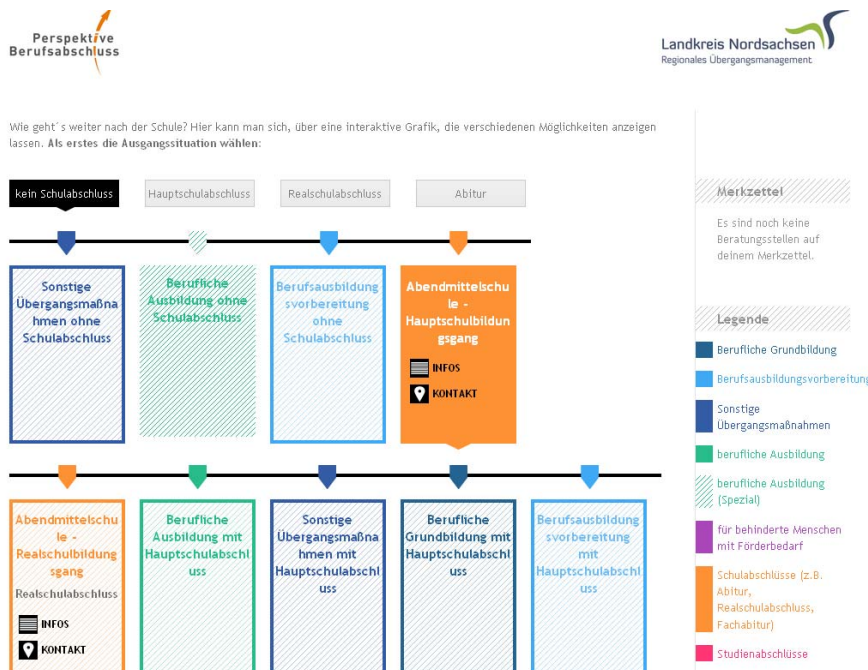 Perspektive
Berufsabschluss
Landkreis Nordsachsen
Regionales Übergangsmanagement
Wie geht´s weiter nach der Schule? Hier kann man sich, über eine interaktive Grafik, die verschiedenen Möglichkeiten anzeigen
lassen. Als erstes die Ausgangssituation wählen:
kein Schulabschluss
Hauptschulabschluss
Realschulabschluss
Abitur
Sonstige
Übergangsmaßna
hmen ohne
Schulabschluss
Berufliche
Ausbildung ohne
Schulabschluss
Berufsausbildung
svorbereitung
ohne
Schulabschluss
Abendmittelschu
le -
Hauptschulbildun
gsgang
INFOS
KONTAKT
Abendmittelschu
le -
Realschulbildung
sgang
Realschulabschluss
INFOS
KONTAKT
Berufliche
Ausbildung mit
Hauptschulabschl
uss
Sonstige
Übergangsmaßna
hmen mit
Hauptschulabschl
uss
Berufliche
Grundbildung mit
Hauptschulabschl
uss
Berufsausbildung
svorbereitung
mit
Hauptschulabschl
uss
Merkzettel
Es sind noch keine
Beratungsstellen auf
deinem Merkzettel.
Legende
Berufliche Grundbildung
Berufsausbildungsvorbereitung
Sonstige
Übergangsmaßnahmen
berufliche Ausbildung
berufliche Ausbildung
(Spezial)
für behinderte Menschen
mit Förderbedarf
Schulabschlüsse (z.B.
Abitur,
Realschulabschluss,
Fachabitur)
Studienabschlüsse